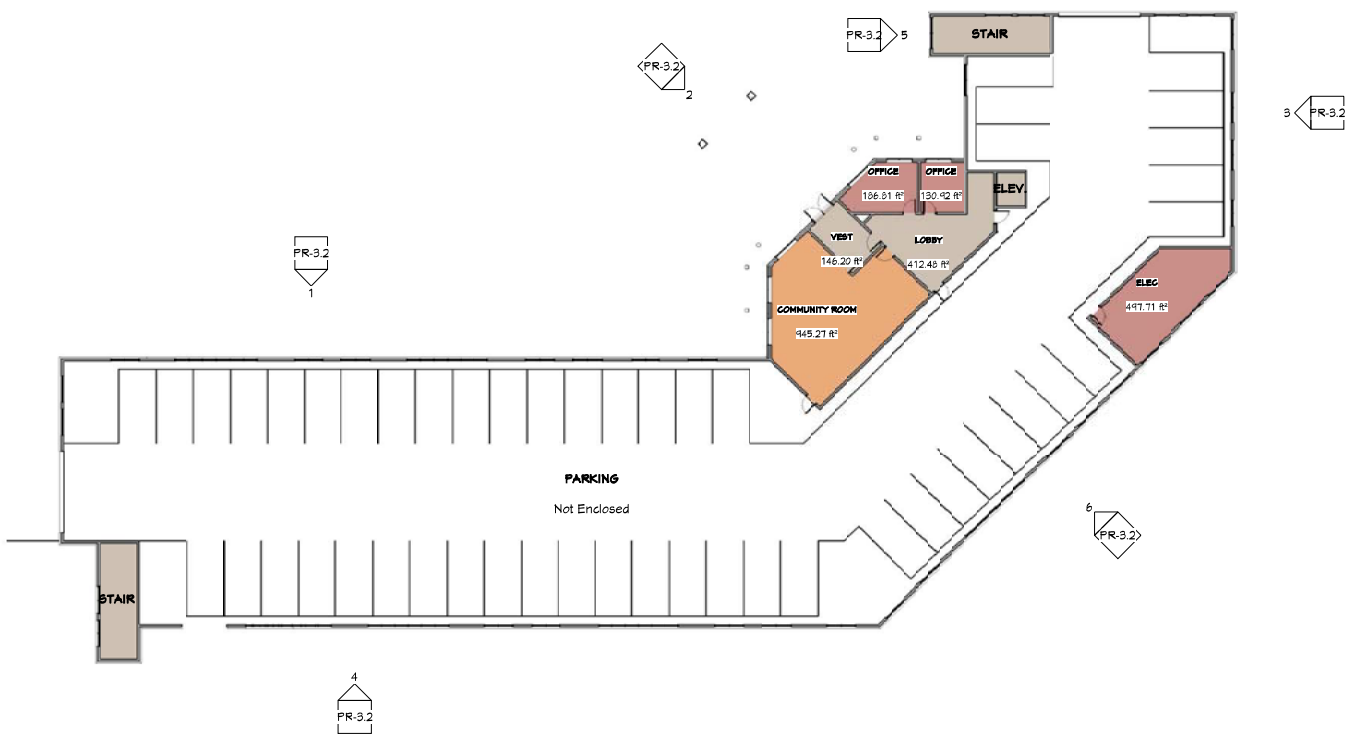 PR-3.2
5
STAIR
PR-3.2
2
3
PR-3.2
OFFICE
OFFICE
186.81 ft²
130.92 ft²
ELEV.
VEST
LOBBY
146.20 ft²
412.48 ft²
PR-3.2
1
ELEC
497.71 ft²
COMMUNITY ROOM
945.27 ft²
PARKING
Not Enclosed
6
PR-3.2
STAIR
4
PR-3.2